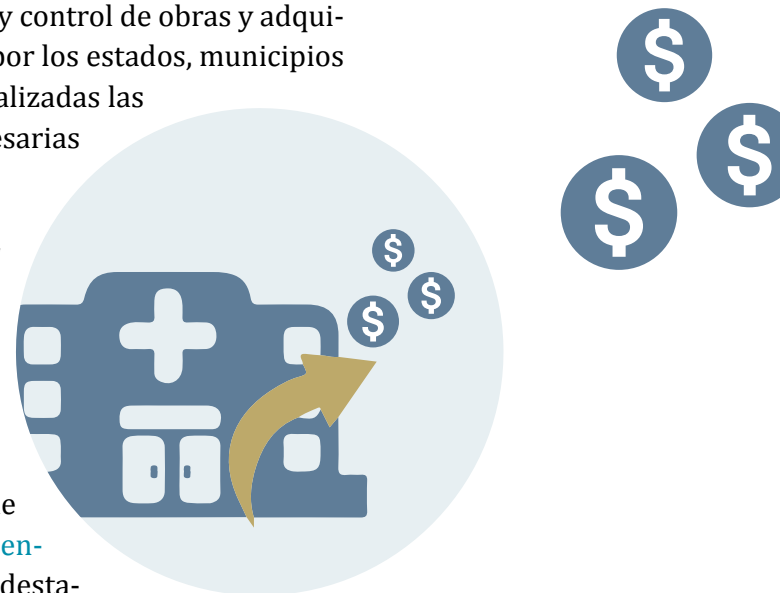 y control de obras y adqui-
por los estados, municipios
alizadas las
esarias
$
$
$
$
$
$
e
en-
desta-